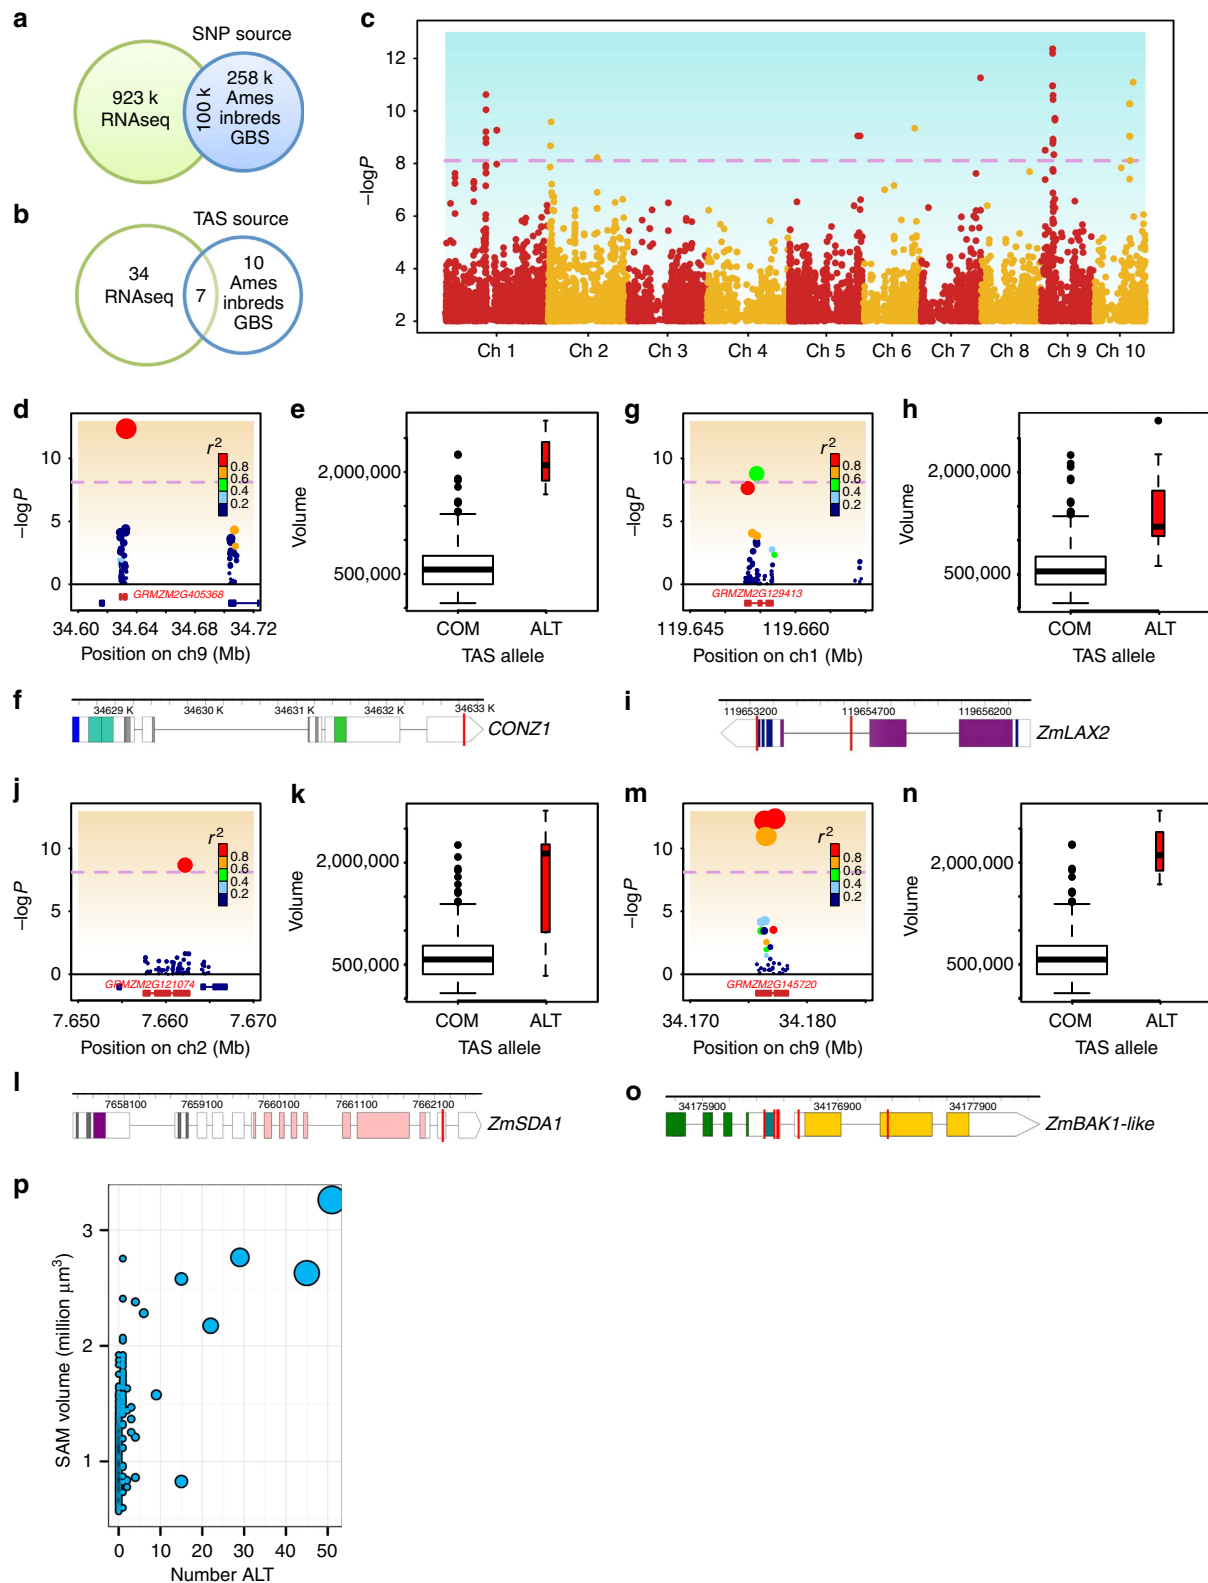 a
SNP source
923 k
RNAseq
100 k
258 k
Ames
inbreds
GBS
b
TAS source
34
RNAseq
7
10
Ames
inbreds
GBS
c
−logP
12
10
8
6
4
2
Ch 1
Ch 2
Ch 3
Ch 4
Ch 5
Ch 6
Ch 7
Ch 8
Ch 9
Ch 10
d
−logP
10
5
0
r²
0.8
0.6
0.4
0.2
GRMZM2G405368
34.60
34.64
34.68
34.72
Position on ch9 (Mb)
e
Volume
2,000,000
500,000
COM
ALT
TAS allele
g
−logP
10
5
0
r²
0.8
0.6
0.4
0.2
GRMZM2G129413
119.645
119.660
Position on ch1 (Mb)
h
Volume
2,000,000
500,000
COM
ALT
TAS allele
f
34629 K
34630 K
34631 K
34632 K
34633 K
CONZ1
i
119653200
119654700
119656200
ZmLAX2
j
−logP
10
5
0
r²
0.8
0.6
0.4
0.2
GRMZM2G121074
7.650
7.660
7.670
Position on ch2 (Mb)
k
Volume
2,000,000
500,000
COM
ALT
TAS allele
m
−logP
10
5
0
r²
0.8
0.6
0.4
0.2
GRMZM2G145720
34.170
34.180
Position on ch9 (Mb)
n
Volume
2,000,000
500,000
COM
ALT
TAS allele
l
7658100
7659100
7660100
7661100
7662100
ZmSDA1
o
34175900
34176900
34177900
ZmBAK1-like
p
SAM volume (million μm³)
3
2
1
0
10
20
30
40
50
Number ALT